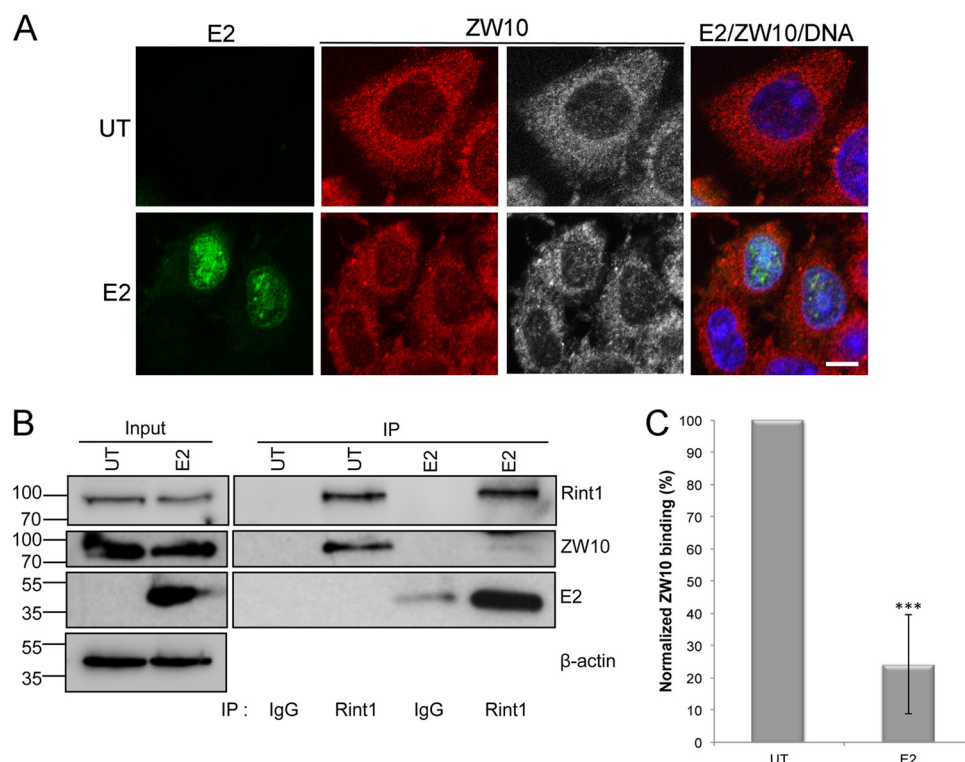 A
E2
ZW10
E2/ZW10/DNA
UT
E2
B
Input
IP
UT
E2
UT
UT
E2
E2
100
70
Rint1
100
70
ZW10
55
35
E2
55
35
β-actin
IP : IgG Rint1 IgG Rint1
C
Normalized ZW10 binding (%)
100
90
80
70
60
50
40
30
20
10
0
***
UT
E2